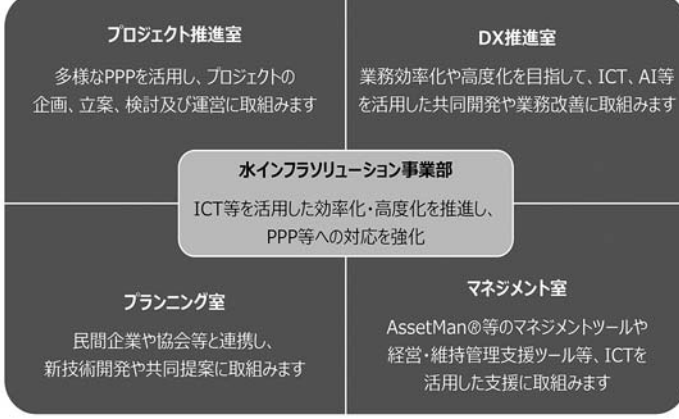 プロジェクト推進室
多様なPPPを活用し、プロジェクトの
企画、立案、検討及び運営に取組みます
DX推進室
業務効率化や高度化を目指して、ICT、AI等
を活用した共同開発や業務改善に取組みます
水インフラソリューション事業部
ICT等を活用した効率化・高度化を推進し、
PPP等への対応を強化
プランニング室
民間企業や協会等と連携し、
新技術開発や共同提案に取組みます
マネジメント室
AssetMan®等のマネジメントツールや
経営・維持管理支援ツール等、ICTを
活用した支援に取組みます